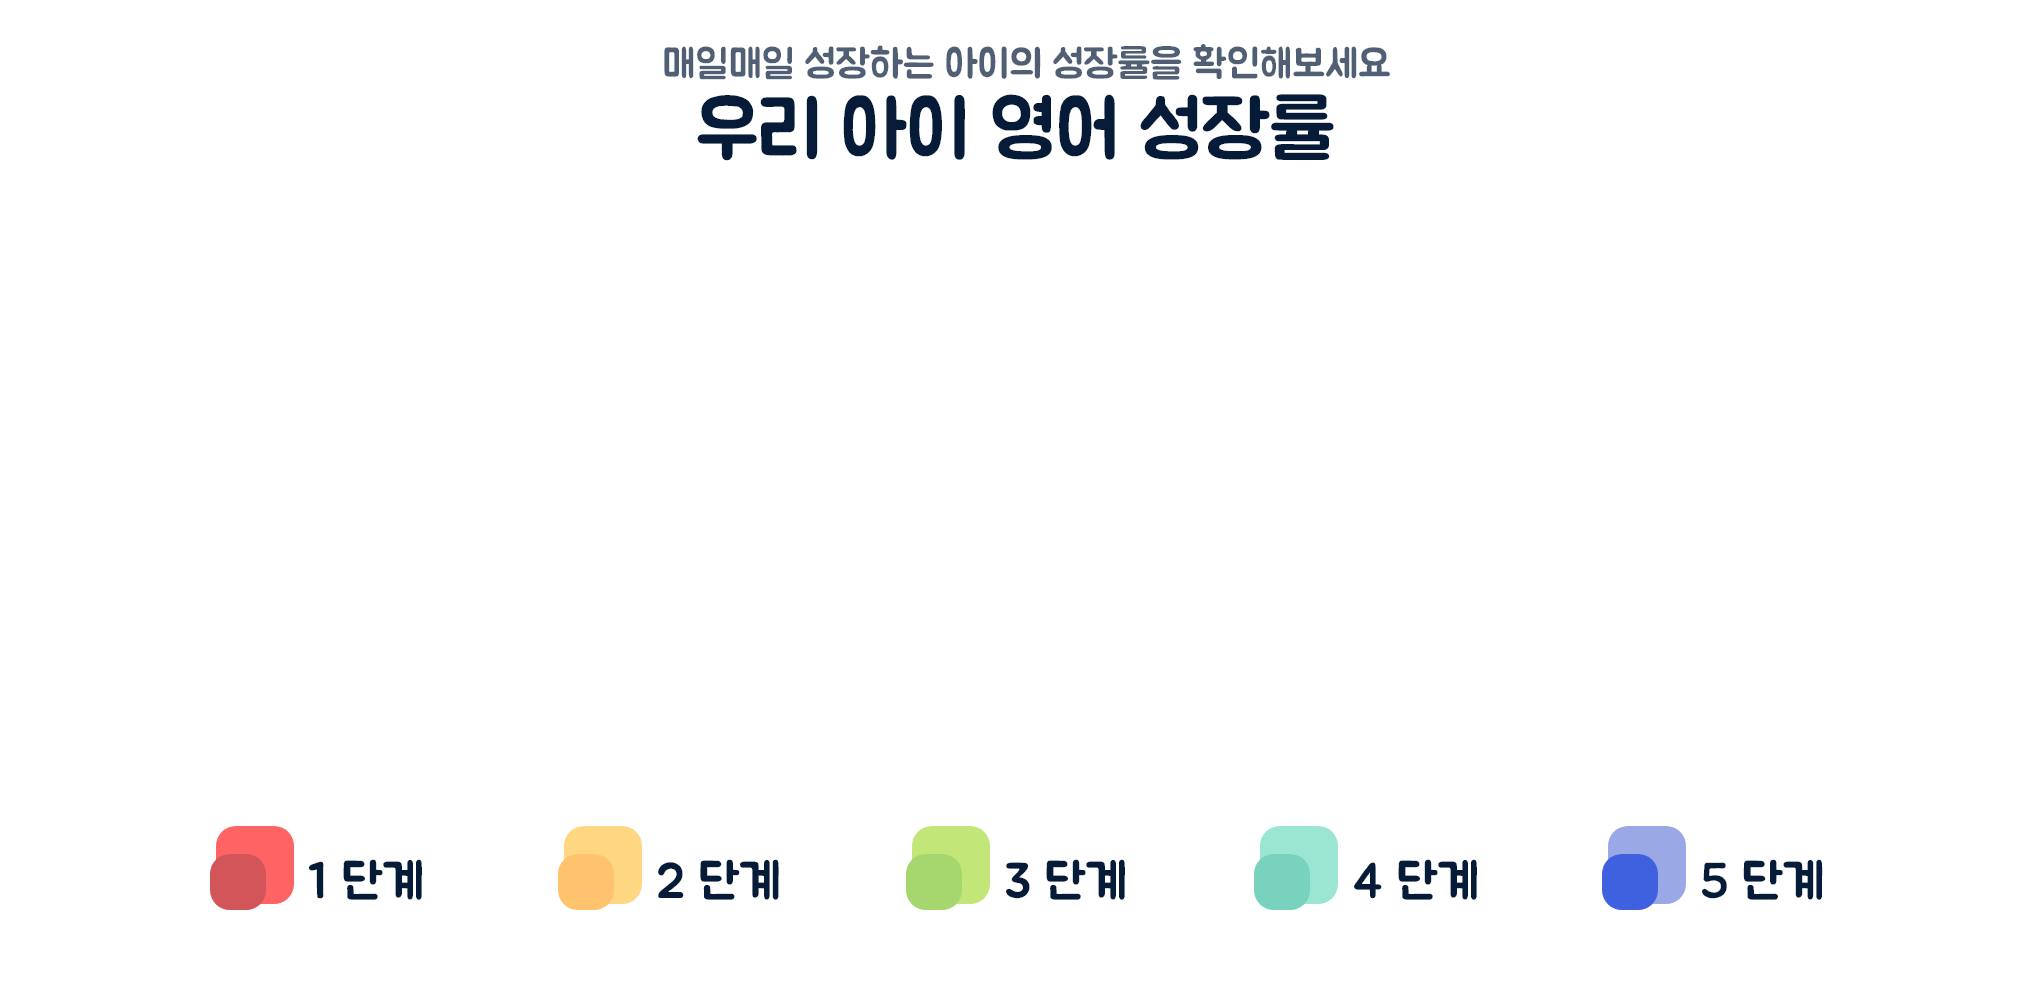 매일매일 성장하는 아이의 성장률을 확인해보세요
우리 아이 영어 성장률
1 단계
2 단계
3 단계
4 단계
5 단계